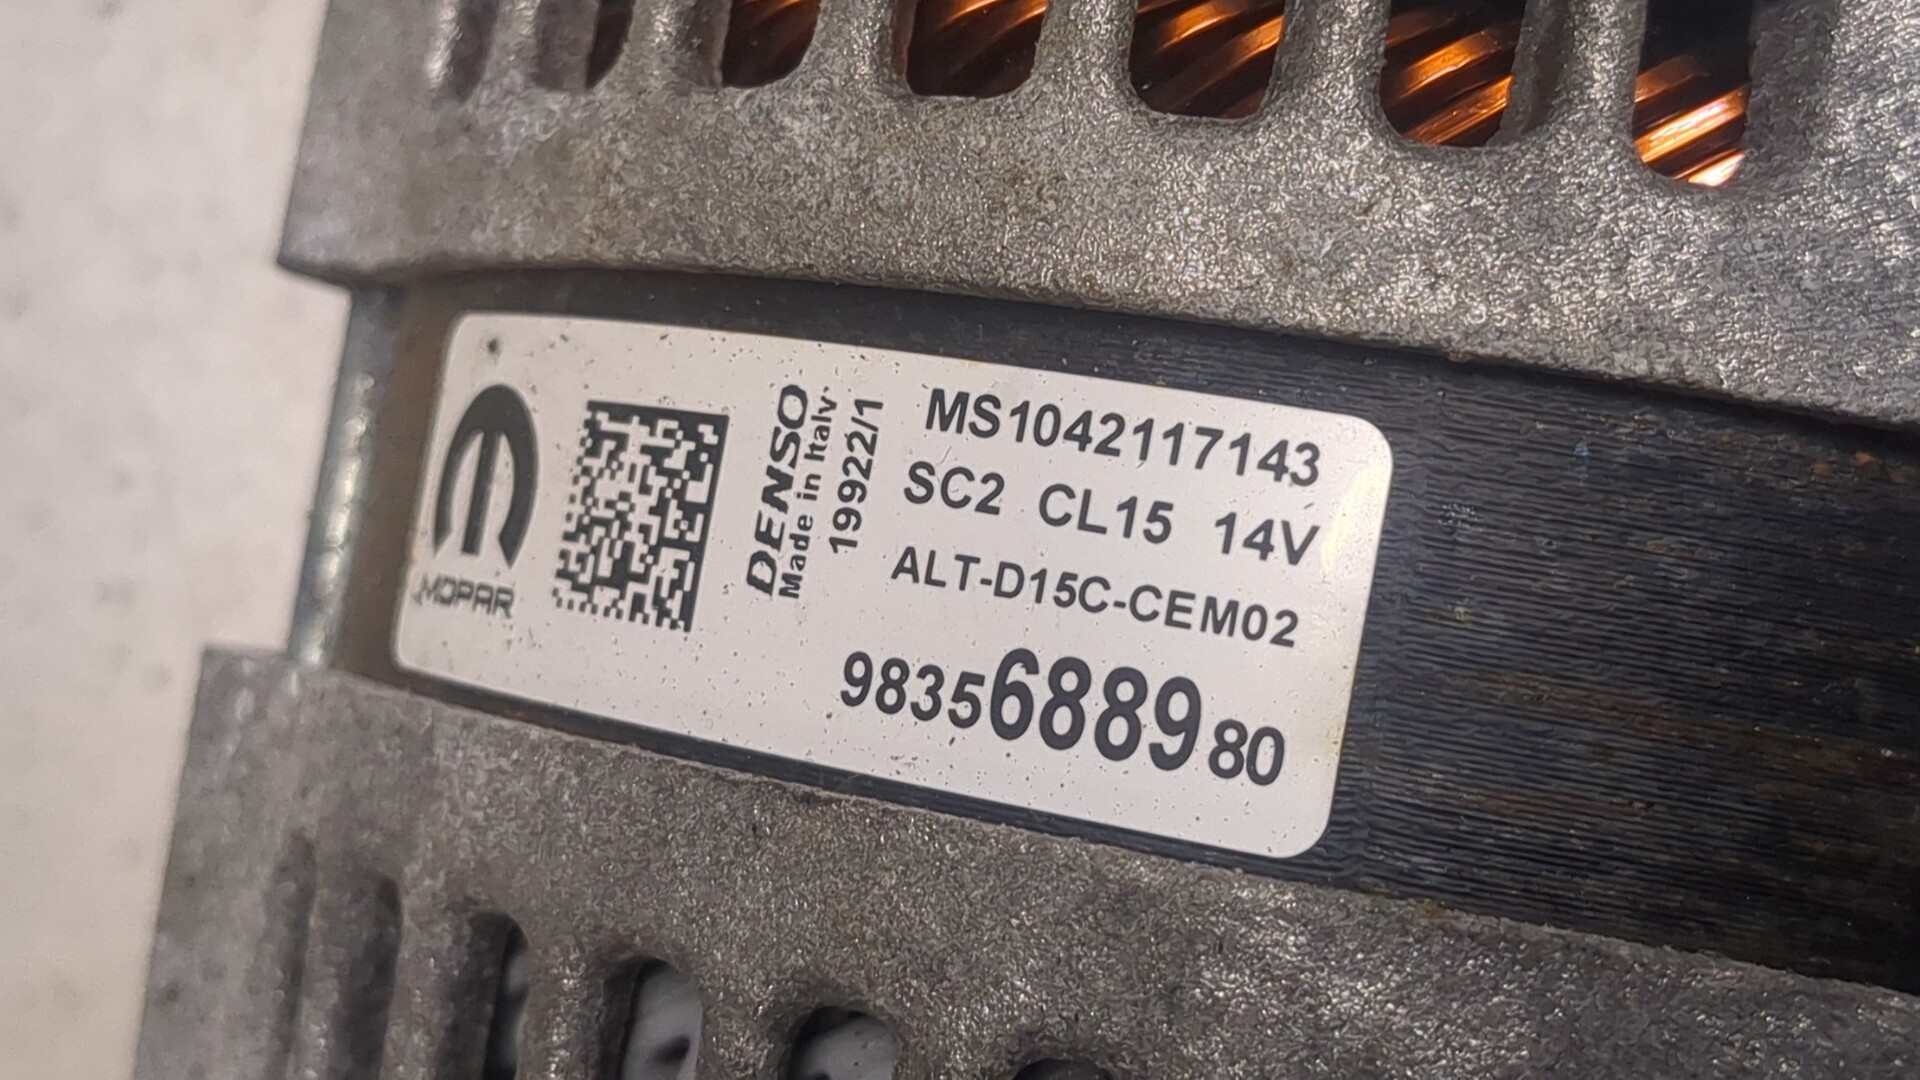 MOPAR
DENSO
Made in Italy
19922/1
MS1042117143
SC2 CL15 14V
ALT-D15C-CEM02
9835688980